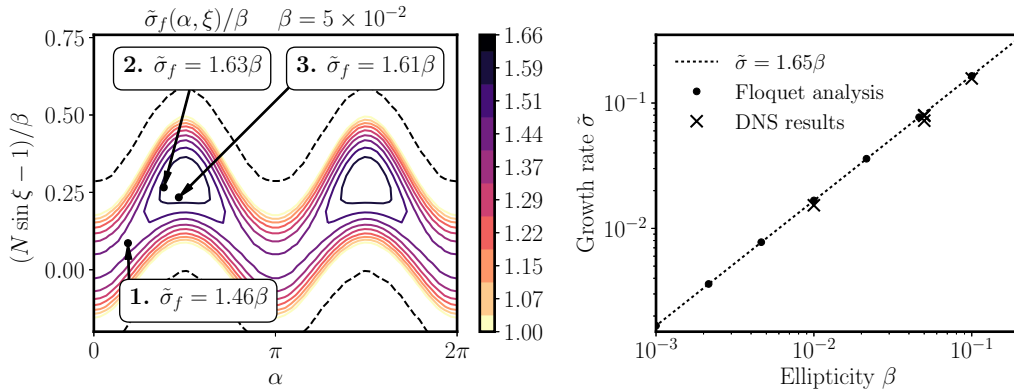 σ̃_f(α, ξ)/β β = 5 × 10⁻²
(N sin ξ − 1)/β
0.75
0.50
0.25
0.00
2. σ̃_f = 1.63β
3. σ̃_f = 1.61β
1. σ̃_f = 1.46β
0
π
2π
α
1.66
1.59
1.51
1.44
1.37
1.29
1.22
1.15
1.07
1.00
Growth rate σ̃
10⁻¹
10⁻²
σ̃ = 1.65β
Floquet analysis
DNS results
10⁻³
10⁻²
10⁻¹
Ellipticity β